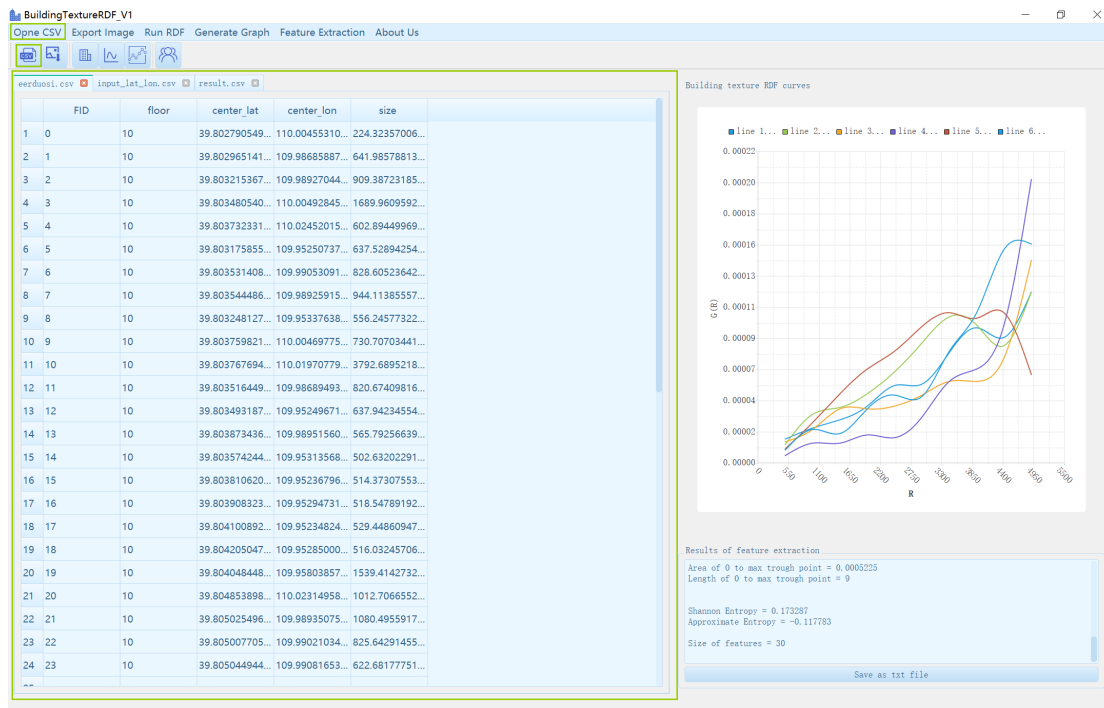 BuildingTextureRDF_V1
Opne CSV Export Image Run RDF Generate Graph Feature Extraction About Us
CSV
eerduosi.csv input_lat_lon.csv result.csv
FID floor center_lat center_lon size
1 0 10 39.802790549... 110.00455310... 224.32357006...
2 1 10 39.802965141... 109.98685887... 641.98578813...
3 2 10 39.803215367... 109.98927044... 909.38723185...
4 3 10 39.803480540... 110.00492845... 1689.9609592...
5 4 10 39.803732331... 110.02452015... 602.89449969...
6 5 10 39.803175855... 109.95250737... 637.52894254...
7 6 10 39.803531408... 109.99053091... 828.60523642...
8 7 10 39.803544486... 109.98925915... 944.11385557...
9 8 10 39.803248127... 109.95337638... 556.24577322...
10 9 10 39.803759821... 110.00469775... 730.70703441...
11 10 10 39.803767694... 110.01970779... 3792.6895218...
12 11 10 39.803516449... 109.98689493... 820.67409816...
13 12 10 39.803493187... 109.95249671... 637.94234554...
14 13 10 39.803873436... 109.98951560... 565.79256639...
15 14 10 39.803574244... 109.95313568... 502.63202291...
16 15 10 39.803810620... 109.95236796... 514.37307553...
17 16 10 39.803908323... 109.95294731... 518.54789192...
18 17 10 39.804100892... 109.95234824... 529.44860947...
19 18 10 39.804205047... 109.95285000... 516.03245706...
20 19 10 39.804048448... 109.95803857... 1539.4142732...
21 20 10 39.804853898... 110.02314958... 1012.7066552...
22 21 10 39.805025496... 109.98935075... 1080.4955917...
23 22 10 39.805007705... 109.99021034... 825.64291455...
24 23 10 39.805044944... 109.99081653... 622.68177751...
Building texture RDF curves
line 1... line 2... line 3... line 4... line 5... line 6...
0.00022
0.00020
0.00018
0.00016
0.00013
0.00011
0.00009
0.00007
0.00004
0.00002
0.00000
G(R)
0 550 1100 1650 2200 2750 3300 3850 4400 4950 5500
R
Results of feature extraction
Area of 0 to max trough point = 0.0005225
Length of 0 to max trough point = 9
Shannon Entropy = 0.173287
Approximate Entropy = -0.117783
Size of features = 30
Save as txt file